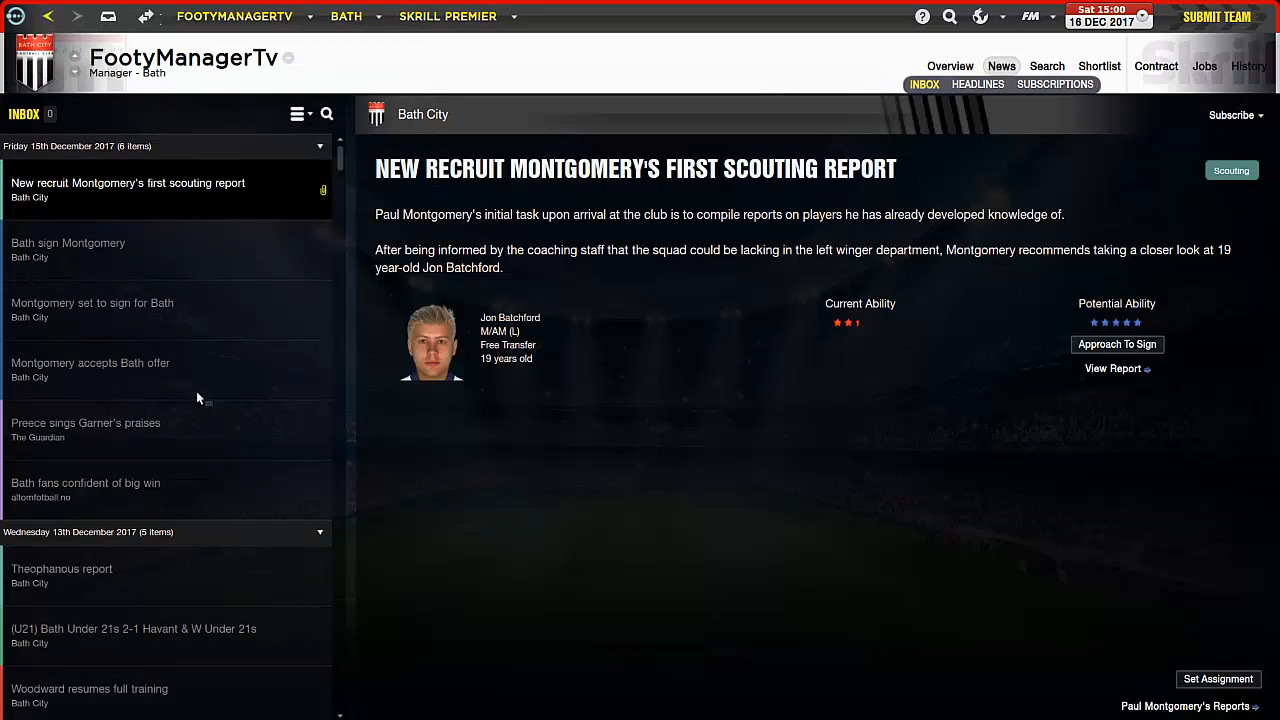 FOOTYMANAGERTV
BATH
SKRILL PREMIER
FM
Sat 15:00
16 DEC 2017
SUBMIT TEAM
BATH CITY
FootyManagerTv
Manager - Bath
Skrill
Overview
News
Search
Shortlist
Contract
Jobs
History
INBOX
HEADLINES
SUBSCRIPTIONS
INBOX 0
Bath City
Subscribe
Friday 15th December 2017 (6 items)
New recruit Montgomery's first scouting report
Bath City
Bath sign Montgomery
Bath City
Montgomery set to sign for Bath
Bath City
Montgomery accepts Bath offer
Bath City
Preece sings Garner's praises
The Guardian
Bath fans confident of big win
altomfotball.no
Wednesday 13th December 2017 (5 items)
Theophanous report
Bath City
(U21) Bath Under 21s 2-1 Havant & W Under 21s
Bath City
Woodward resumes full training
Bath City
NEW RECRUIT MONTGOMERY'S FIRST SCOUTING REPORT
Scouting
Paul Montgomery's initial task upon arrival at the club is to compile reports on players he has already developed knowledge of.
After being informed by the coaching staff that the squad could be lacking in the left winger department, Montgomery recommends taking a closer look at 19
year-old Jon Batchford.
Jon Batchford
M/AM (L)
Free Transfer
19 years old
Current Ability
Potential Ability
Approach To Sign
View Report
Set Assignment
Paul Montgomery's Reports